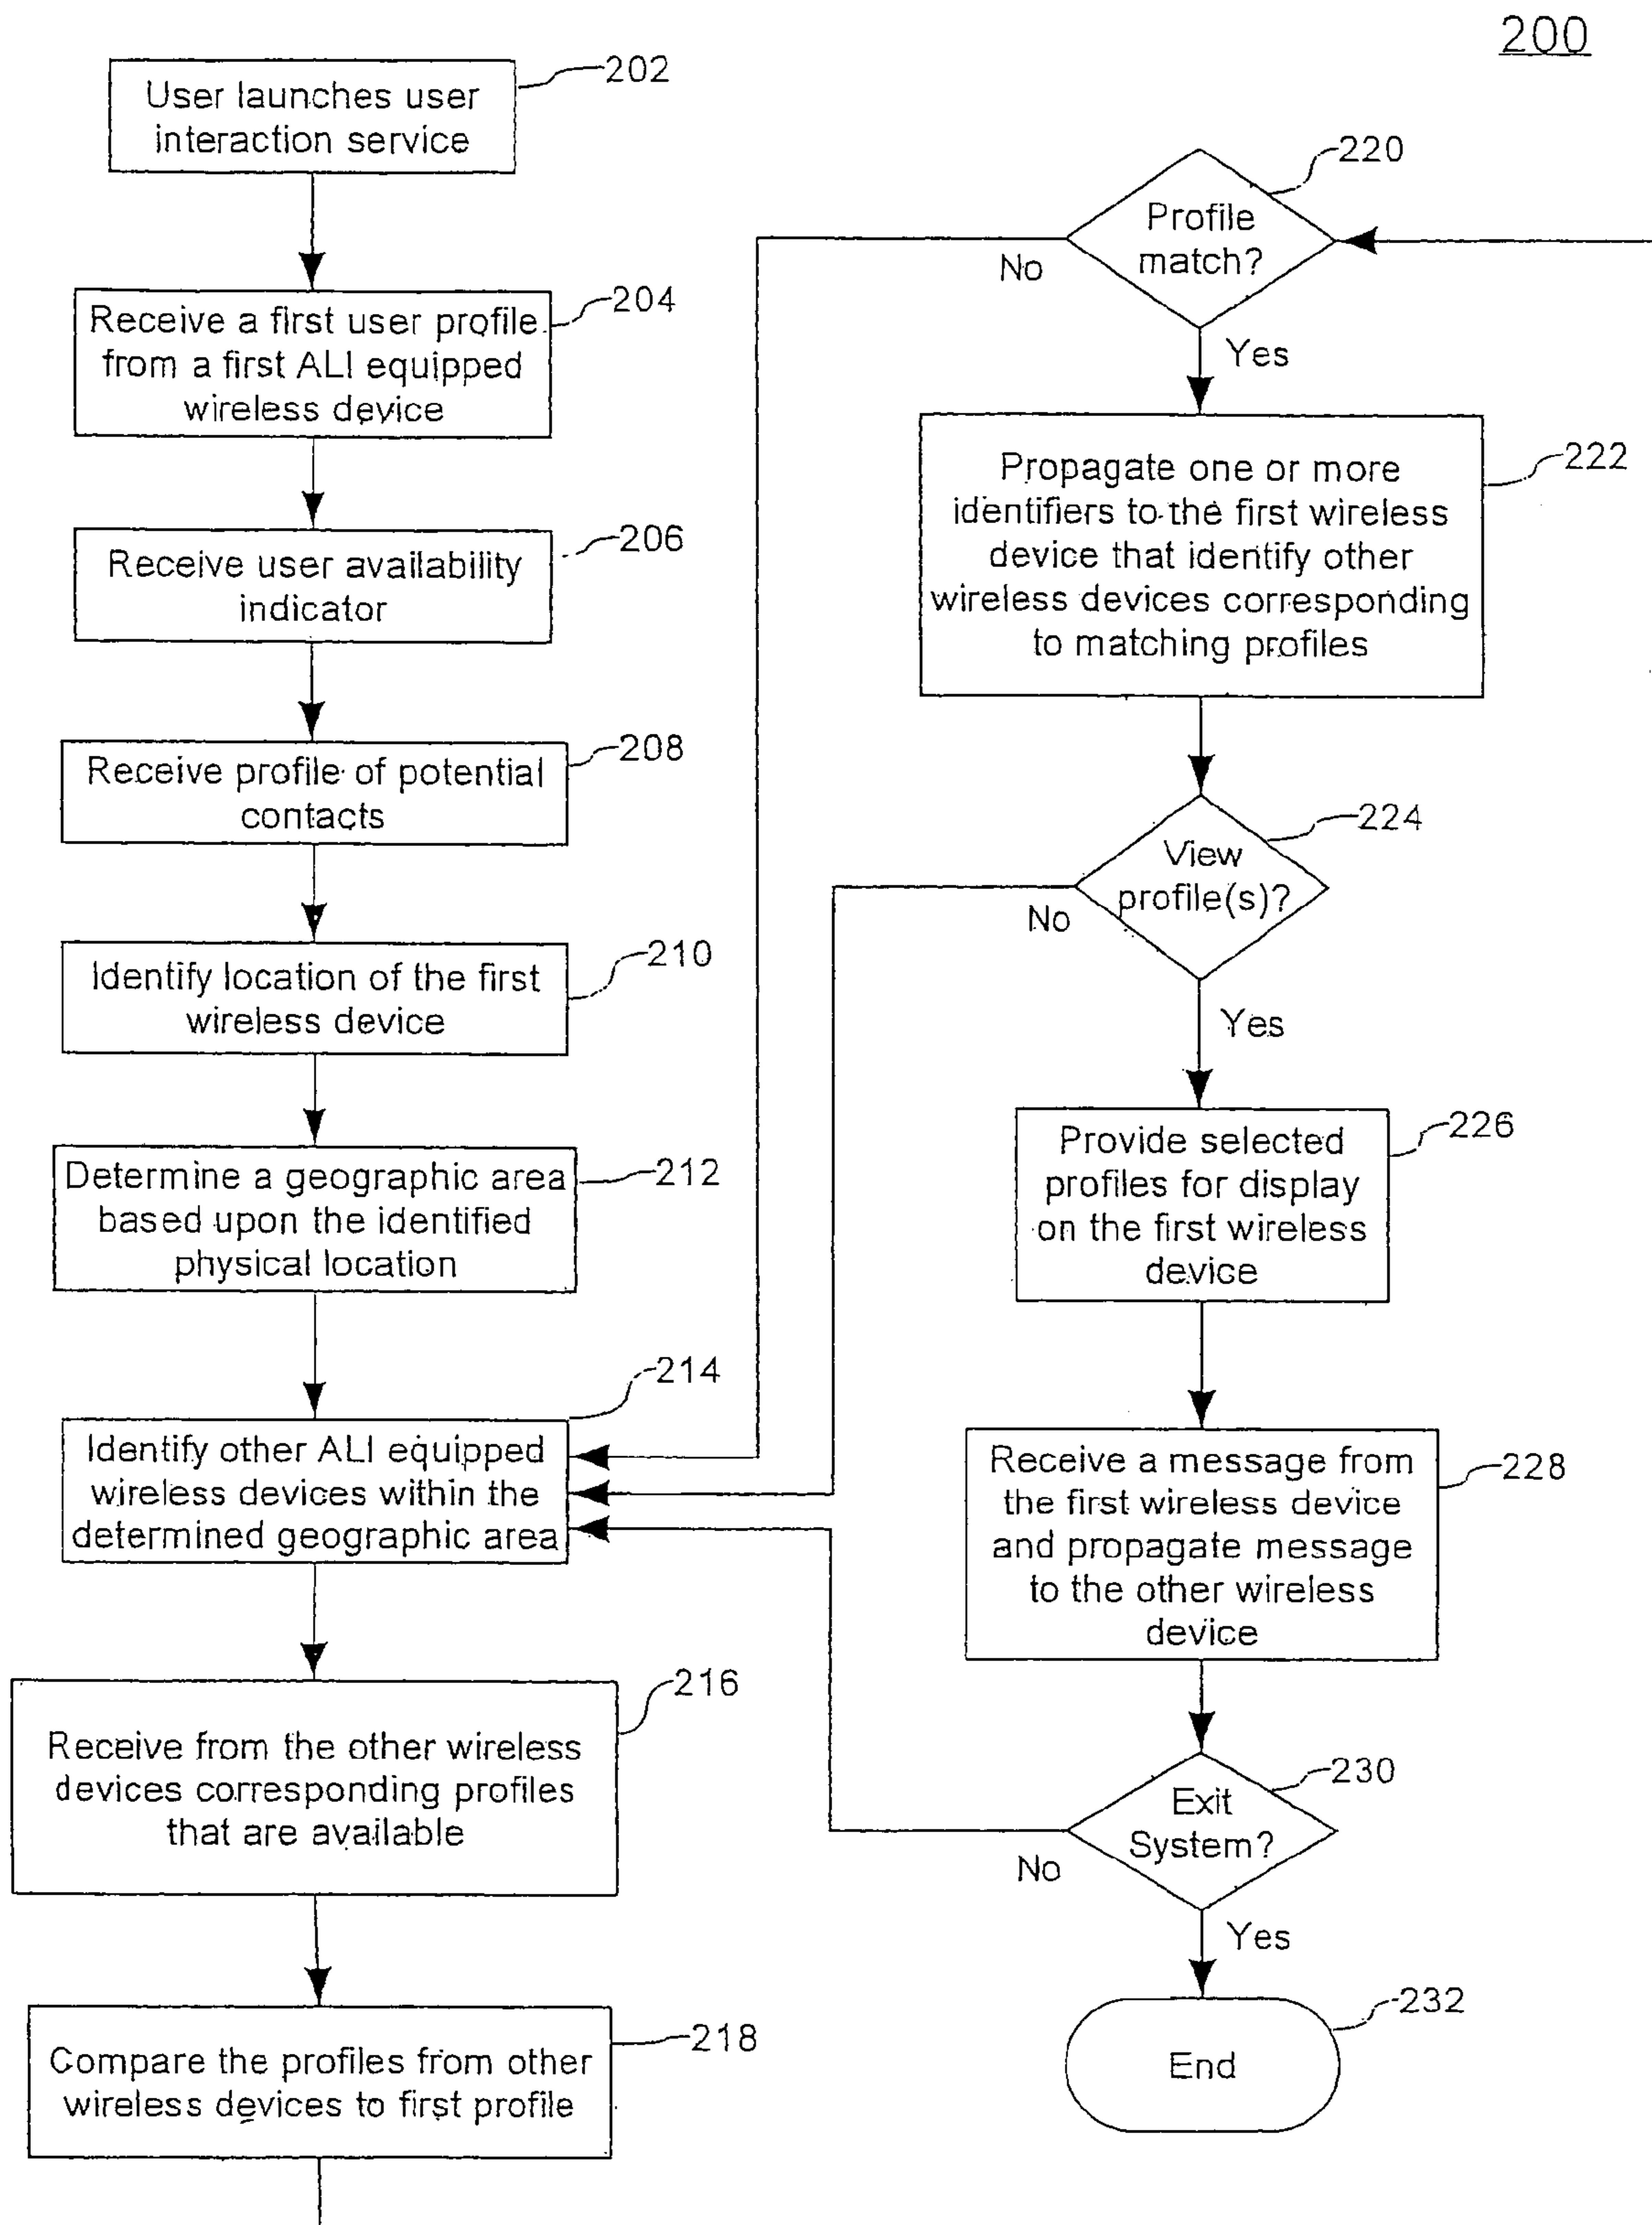 200
User launches user
interaction service
202
Receive a first user profile
from a first ALI equipped
wireless device
204
Receive user availability
indicator
206
Receive profile of potential
contacts
208
Identify location of the first
wireless device
210
Determine a geographic area
based upon the identified
physical location
212
Identify other ALI equipped
wireless devices within the
determined geographic area
214
Receive from the other wireless
devices corresponding profiles
that are available
216
Compare the profiles from other
wireless devices to first profile
218
Profile
match?
220
No
Yes
Propagate one or more
identifiers to the first wireless
device that identify other
wireless devices corresponding
to matching profiles
222
View
profile(s)?
224
No
Yes
Provide selected
profiles for display
on the first wireless
device
226
Receive a message from
the first wireless device
and propagate message
to the other wireless
device
228
Exit
System?
230
No
Yes
End
232